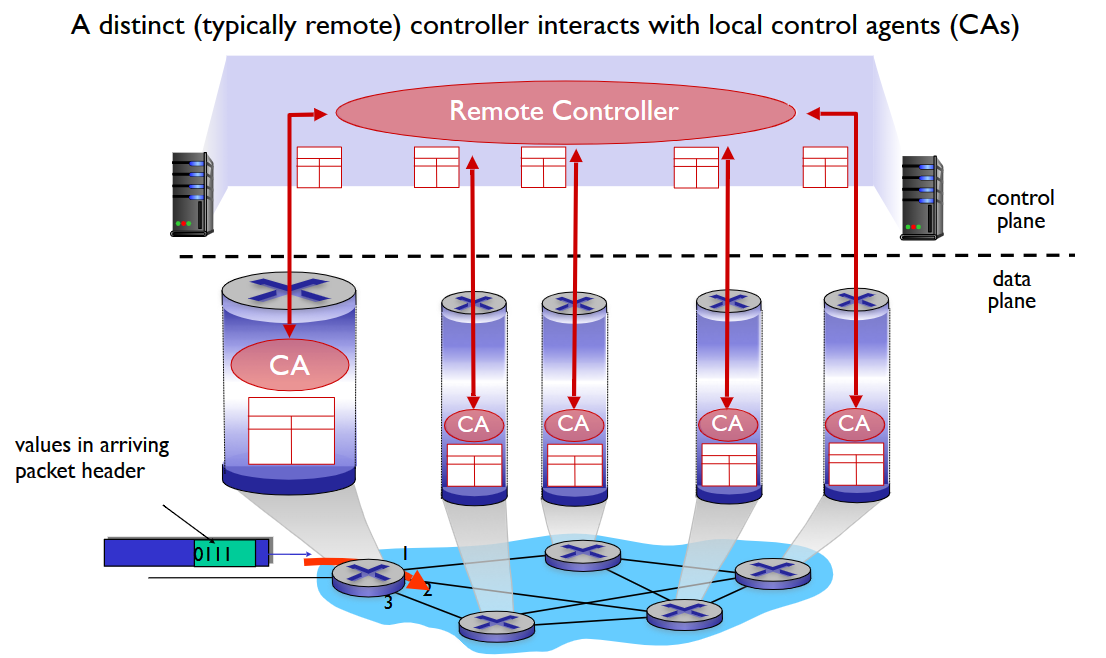 A distinct (typically remote) controller interacts with local control agents (CAs)
Remote Controller
control
plane
data
plane
CA
CA
CA
CA
CA
values in arriving
packet header
0111
1
2
3